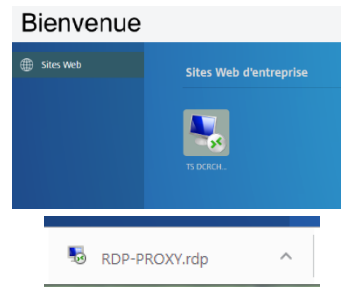 Bienvenue
Sites Web
Sites Web d'entreprise
TS DCRCH...
RDP-PROXY.rdp